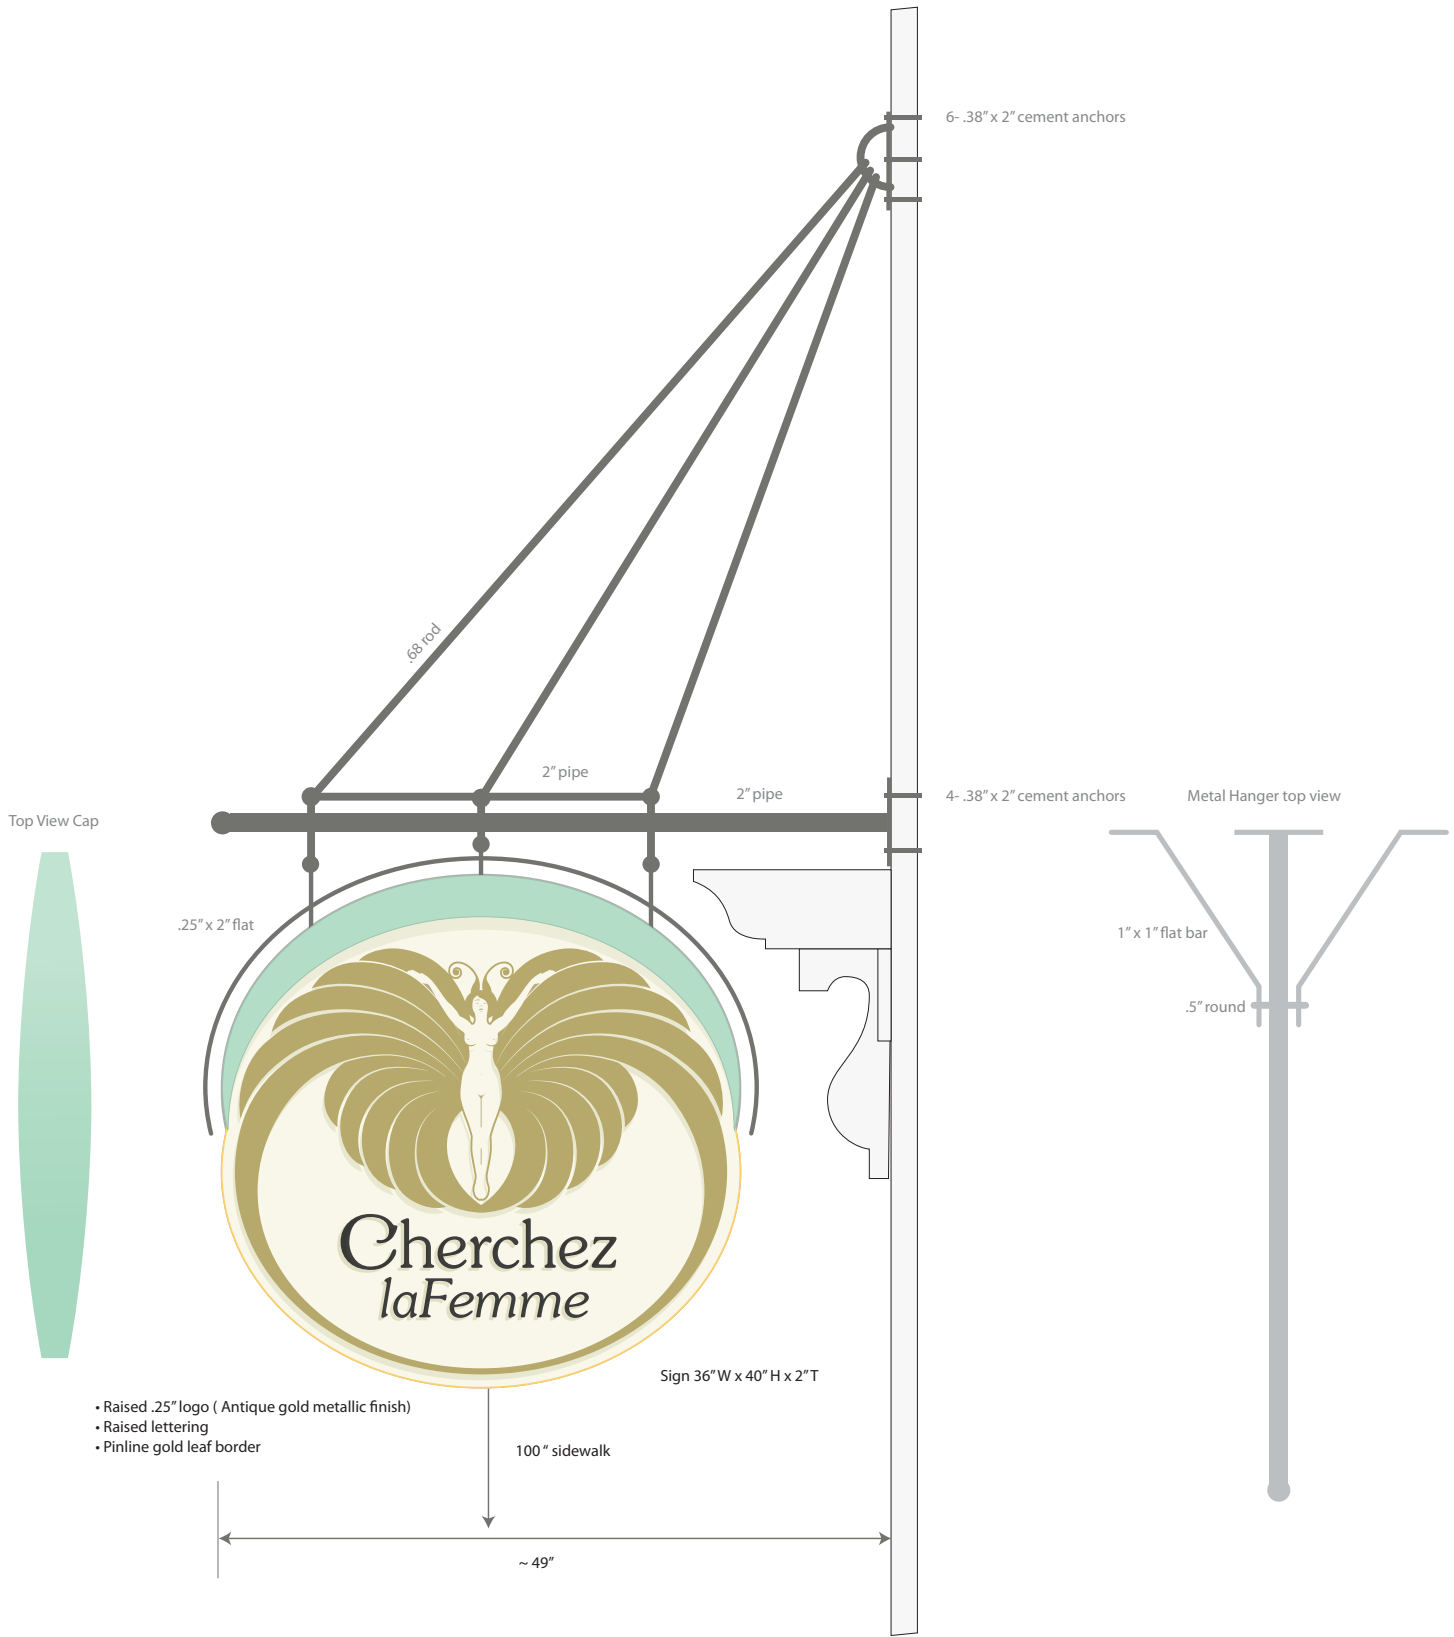 6- .38” x 2” cement anchors
.68 rod
2” pipe
2” pipe
4- .38” x 2” cement anchors
Metal Hanger top view
Top View Cap
.25” x 2” flat
1” x 1” flat bar
.5” round
Cherchez
laFemme
Sign 36” W x 40” H x 2” T
• Raised .25” logo ( Antique gold metallic finish)
• Raised lettering
• Pinline gold leaf border
100 “ sidewalk
~ 49”